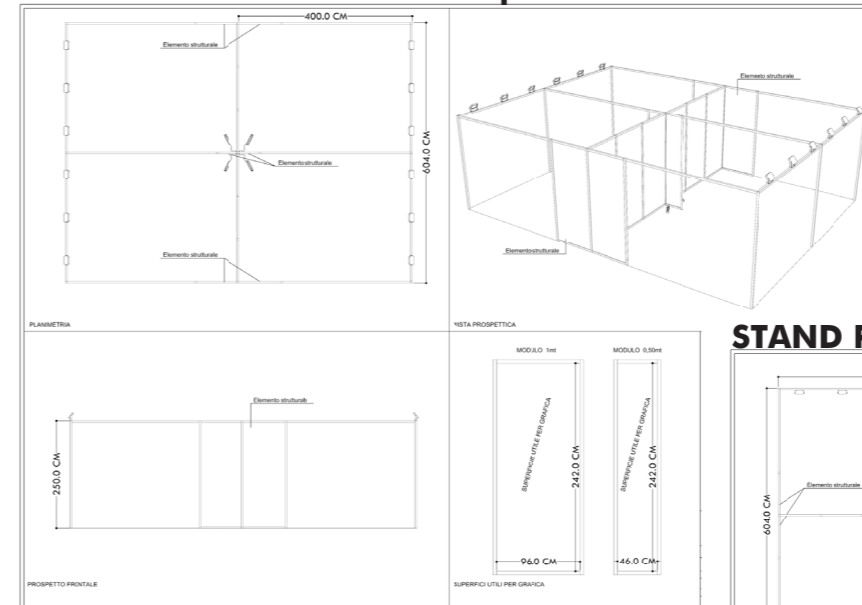 400.0 CM
Elemento strutturale
604.0 CM
Elemento strutturale
Elemento strutturale
PLANIMETRIA
Elemento strutturale
Elemento strutturale
VISTA PROSPETTICA
Elemento strutturale
250.0 CM
PROSPETTO FRONTALE
MODULO 1mt
MODULO 0,50mt
SUPERFICIE UTILE PER GRAFICA
242.0 CM
SUPERFICIE UTILE PER GRAFICA
242.0 CM
96.0 CM
46.0 CM
SUPERFICI UTILI PER GRAFICA
STAND
604.0 CM
Elemento strutturale